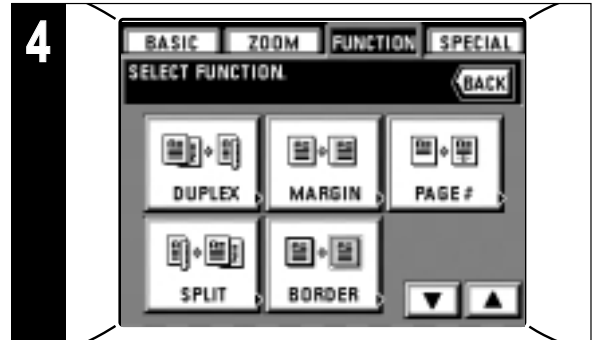 4
BASIC ZOOM FUNCTION SPECIAL
SELECT FUNCTION.
BACK
DUPLEX MARGIN PAGE #
SPLIT BORDER